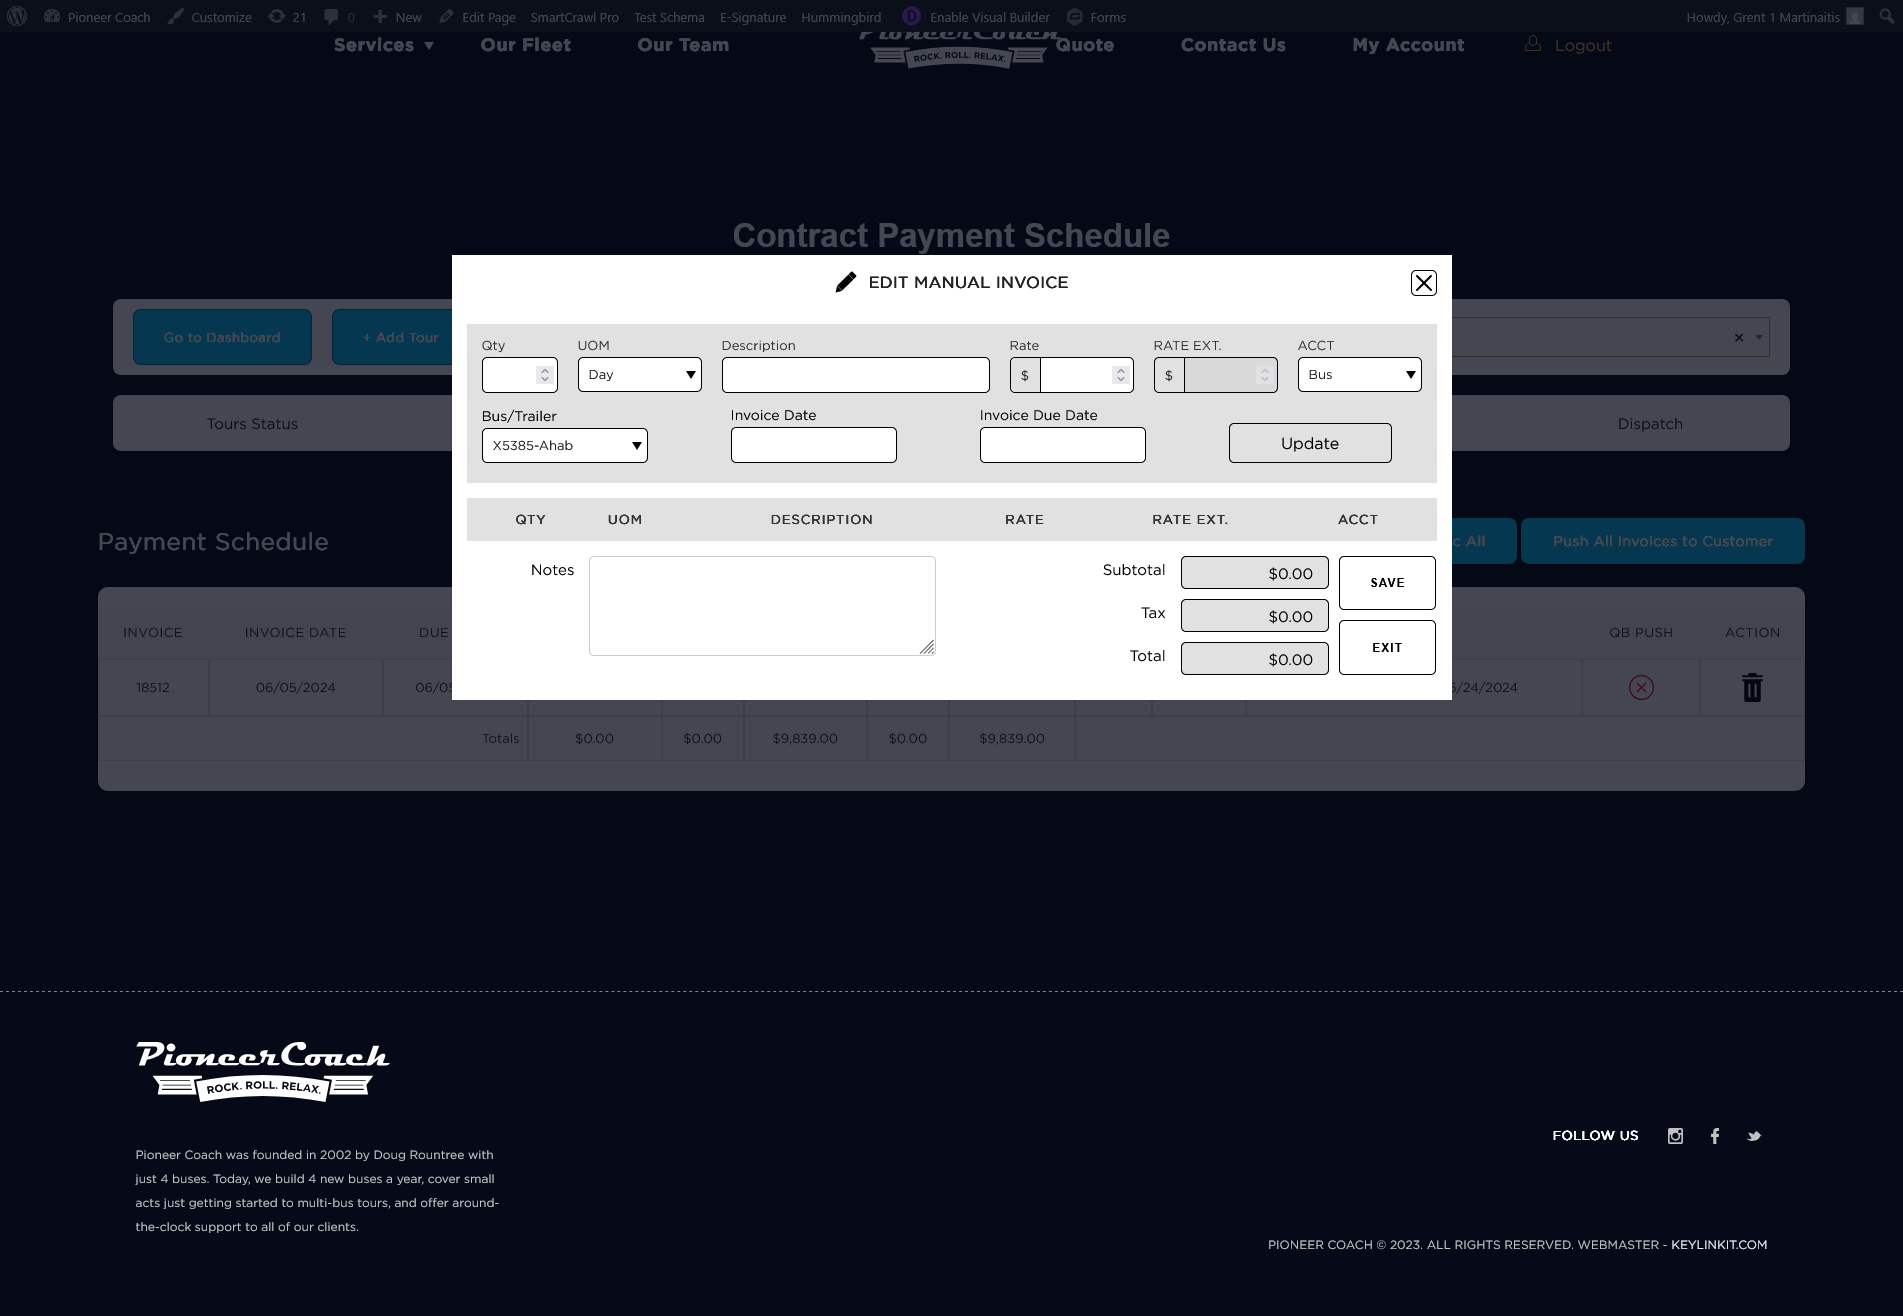 Pioneer Coach Customize 21 0 New Edit Page SmartCrawl Pro Test Schema E-Signature Hummingbird D Enable Visual Builder Forms Howdy, Grent 1 Martinaitis
Services Our Fleet Our Team PioneerCoach Quote Contact Us My Account Logout
ROCK. ROLL. RELAX.
Contract Payment Schedule
EDIT MANUAL INVOICE
Go to Dashboard + Add Tour
Qty UOM Description Rate RATE EXT. ACCT
Day $ $ Bus
Bus/Trailer Invoice Date Invoice Due Date
X5385-Ahab Update
Tours Status Dispatch
QTY UOM DESCRIPTION RATE RATE EXT. ACCT
Payment Schedule All Push All Invoices to Customer
Notes
Subtotal $0.00 SAVE
Tax $0.00
Total $0.00 EXIT
INVOICE INVOICE DATE DUE QB PUSH ACTION
18512 06/05/2024 06/05 /24/2024
Totals $0.00 $0.00 $9,839.00 $0.00 $9,839.00
PioneerCoach
ROCK. ROLL. RELAX.
Pioneer Coach was founded in 2002 by Doug Rountree with
just 4 buses. Today, we build 4 new buses a year, cover small
acts just getting started to multi-bus tours, and offer around-
the-clock support to all of our clients.
FOLLOW US
PIONEER COACH © 2023. ALL RIGHTS RESERVED. WEBMASTER - KEYLINKIT.COM